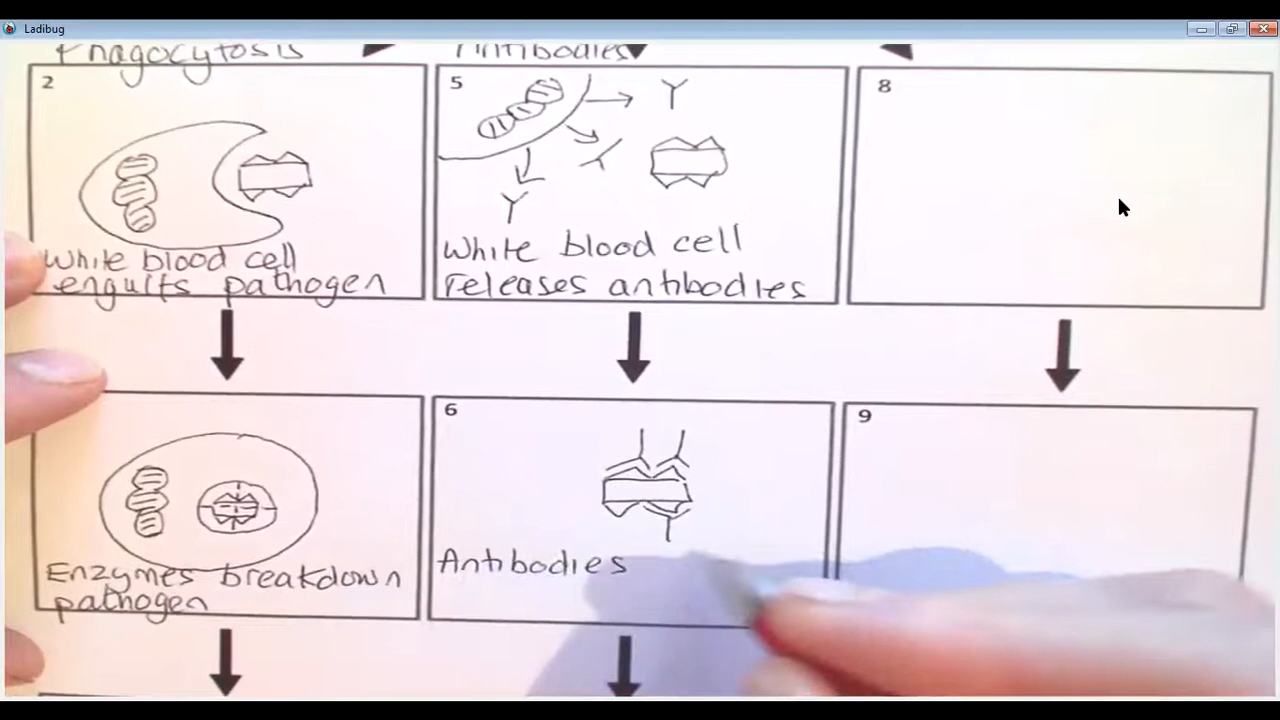 Ladibug
Phagocytosis
Antibodies
2
White blood cell
engulfs pathogen
5
Y
Y
White blood cell
releases antibodies
8
Enzymes breakdown
pathogen
6
Antibodies
9